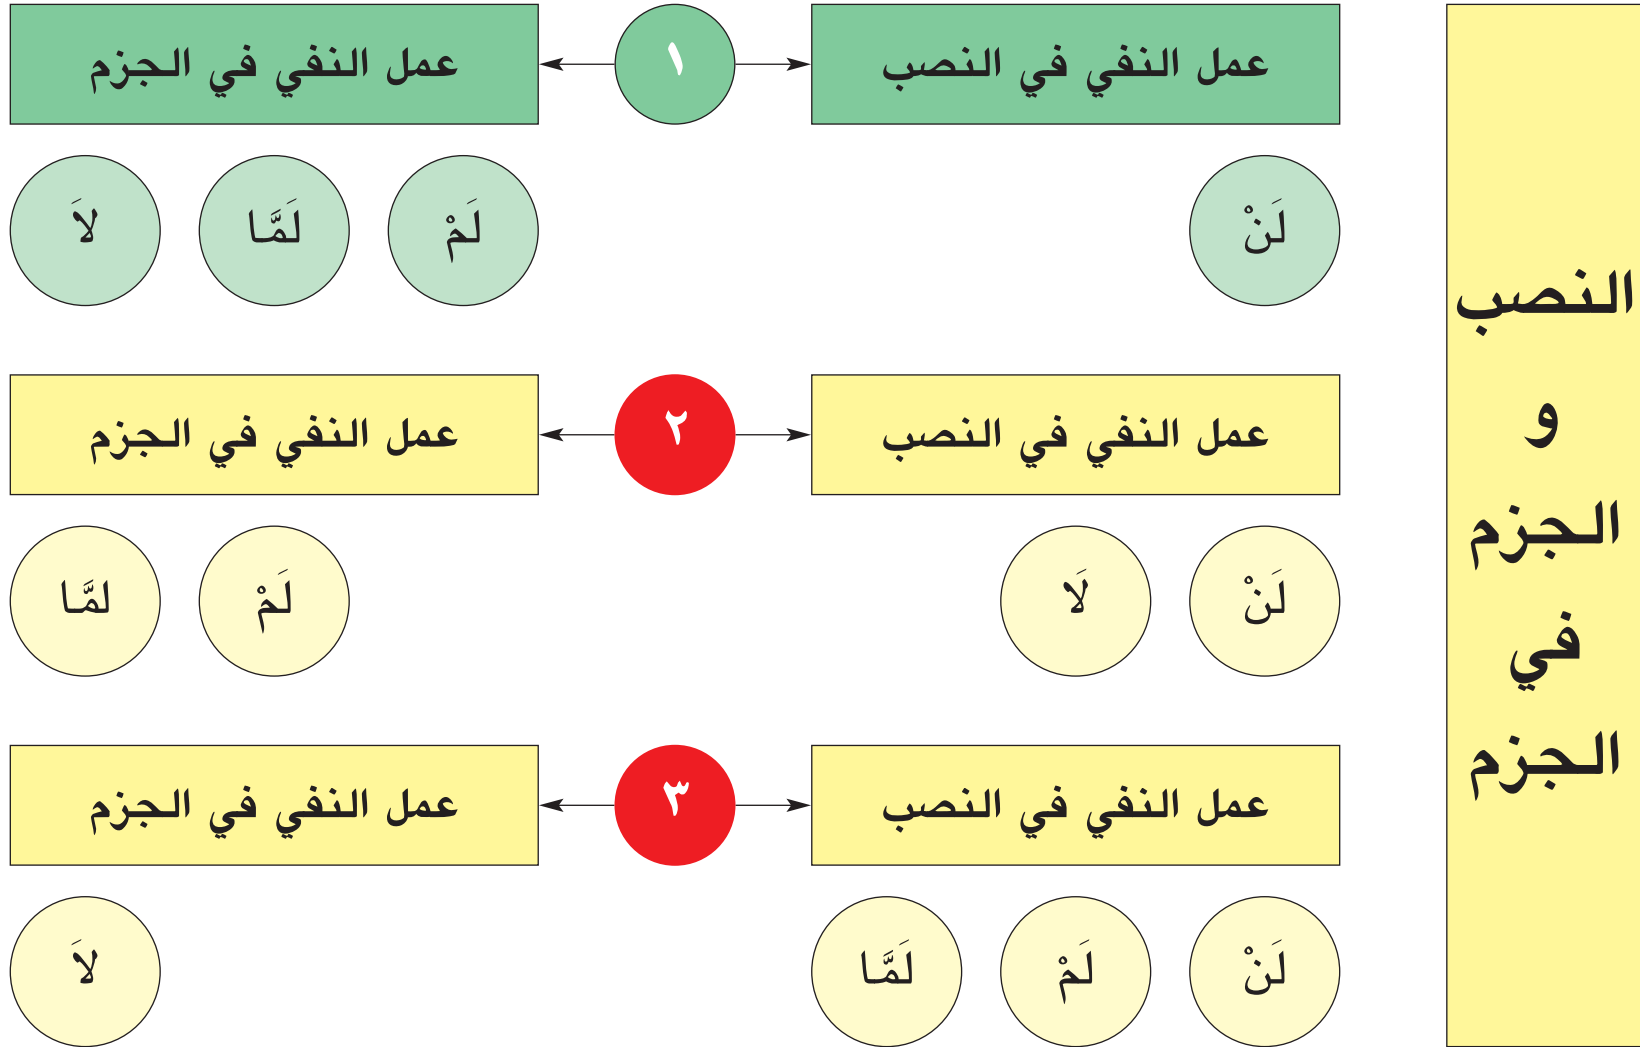 النصب
و
الجزم
في
الجزم
عمل النفي في النصب
١
عمل النفي في الجزم
لَنْ
لَمْ
لَمَّا
لاَ
عمل النفي في النصب
٢
عمل النفي في الجزم
لَنْ
لَا
لَمْ
لمَّا
عمل النفي في النصب
٣
عمل النفي في الجزم
لَنْ
لَمْ
لَمَّا
لاَ